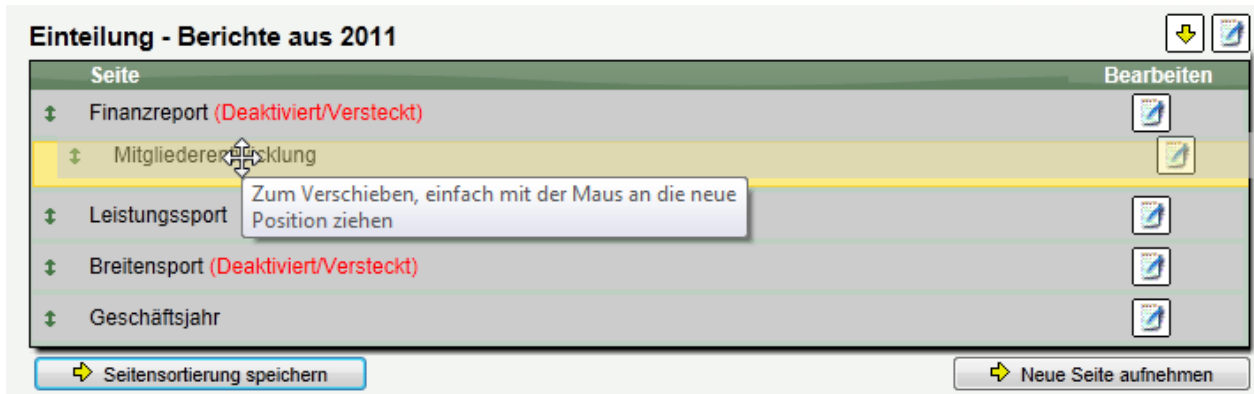 Einteilung - Berichte aus 2011
Seite Bearbeiten
Finanzreport (Deaktiviert/Versteckt)
Mitgliederentwicklung
Zum Verschieben, einfach mit der Maus an die neue
Position ziehen
Leistungssport
Breitensport (Deaktiviert/Versteckt)
Geschäftsjahr
Seitensortierung speichern Neue Seite aufnehmen